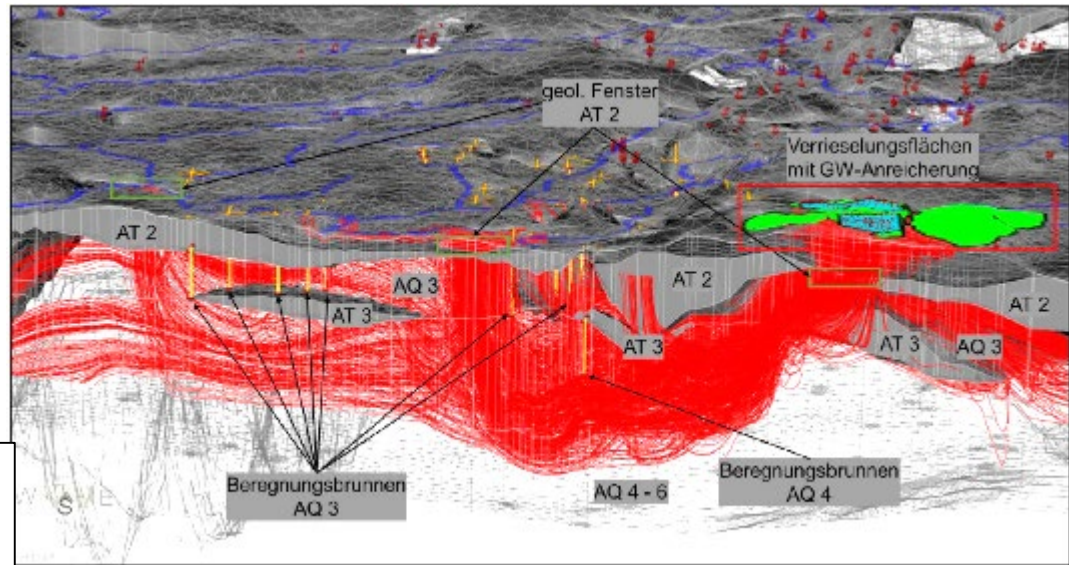 geol. Fenster
AT 2
Verrieselungsflächen
mit GW-Anreicherung
AT 2
AQ 3
AT 2
AT 2
AT 3
AT 3
AT 3
AQ 3
Beregnungsbrunnen
AQ 3
AQ 4 - 6
Beregnungsbrunnen
AQ 4
S